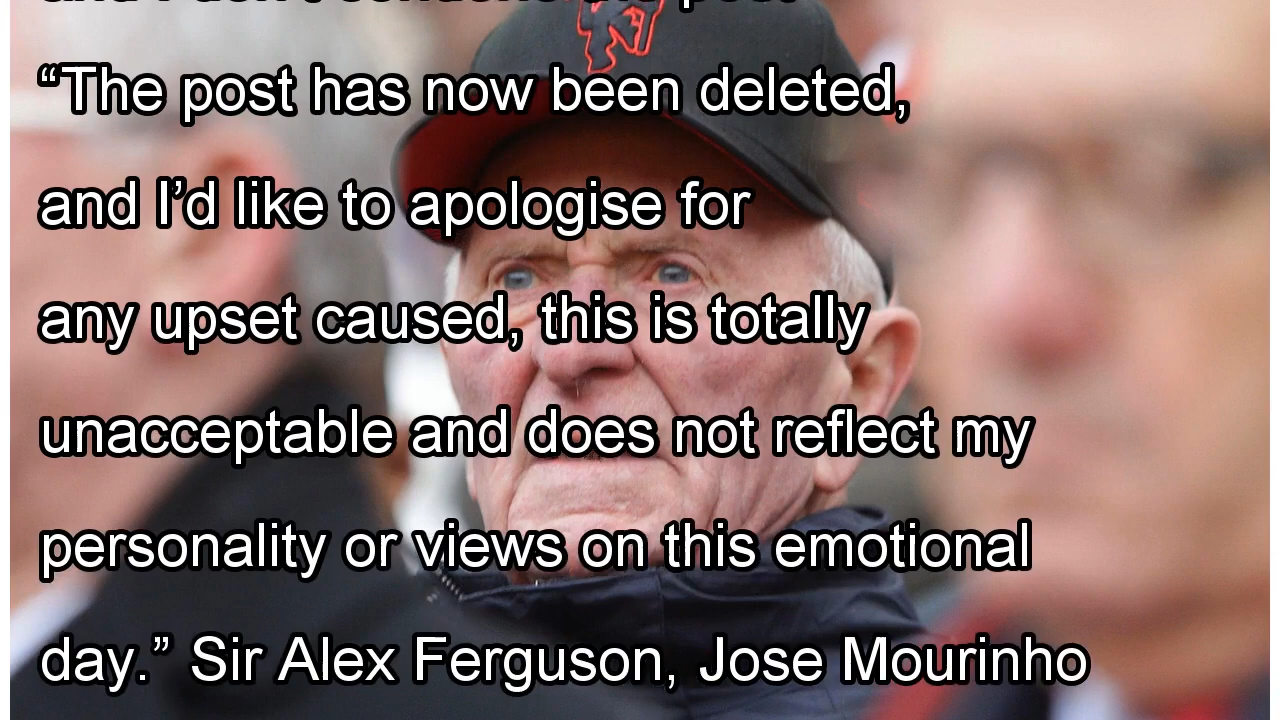 “The post has now been deleted,
and I’d like to apologise for
any upset caused, this is totally
unacceptable and does not reflect my
personality or views on this emotional
day.” Sir Alex Ferguson, Jose Mourinho